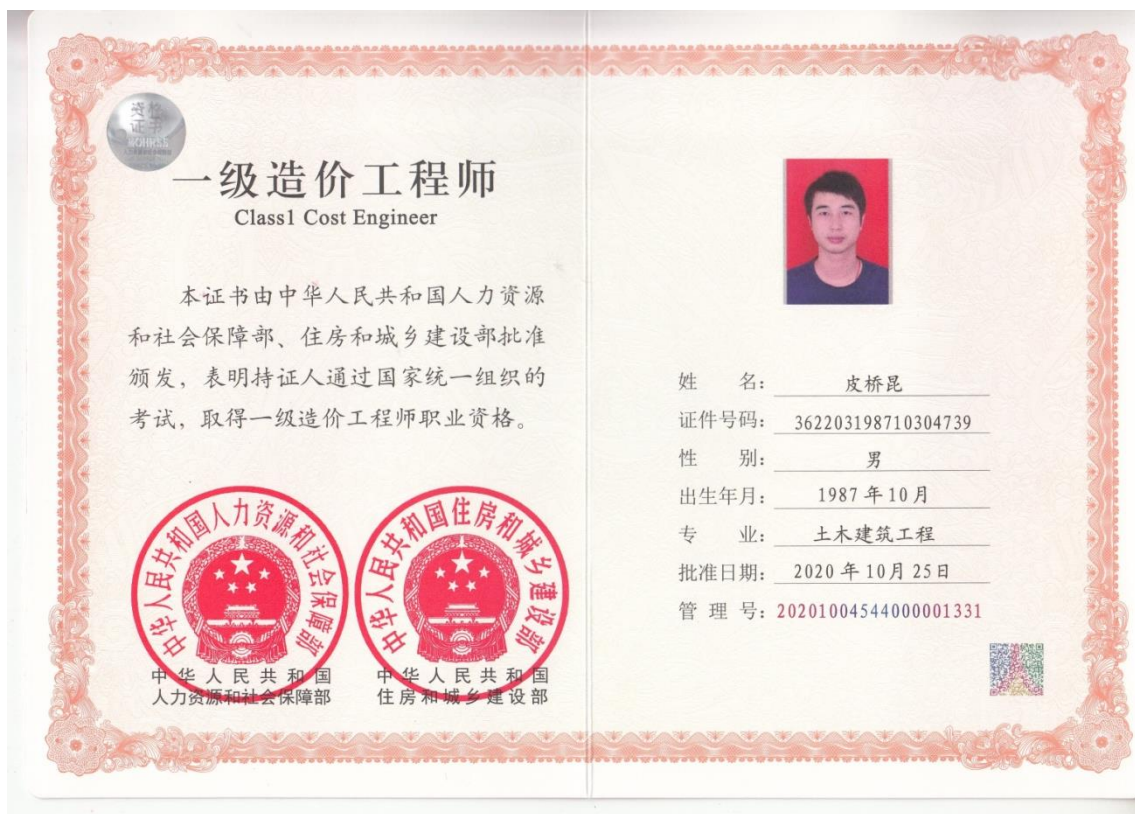 资格
证书
MOHRSS
一级造价工程师
Class1 Cost Engineer
本证书由中华人民共和国人力资源
和社会保障部、住房和城乡建设部批准
颁发，表明持证人通过国家统一组织的
考试，取得一级造价工程师职业资格。
中华人民共和国人力资源和社会保障部
中华人民共和国住房和城乡建设部
中华人民共和国
人力资源和社会保障部
中华人民共和国
住房和城乡建设部
姓 名： 皮桥昆
证件号码： 362203198710304739
性 别： 男
出生年月： 1987年10月
专 业： 土木建筑工程
批准日期： 2020年10月25日
管 理 号：20201004544000001331